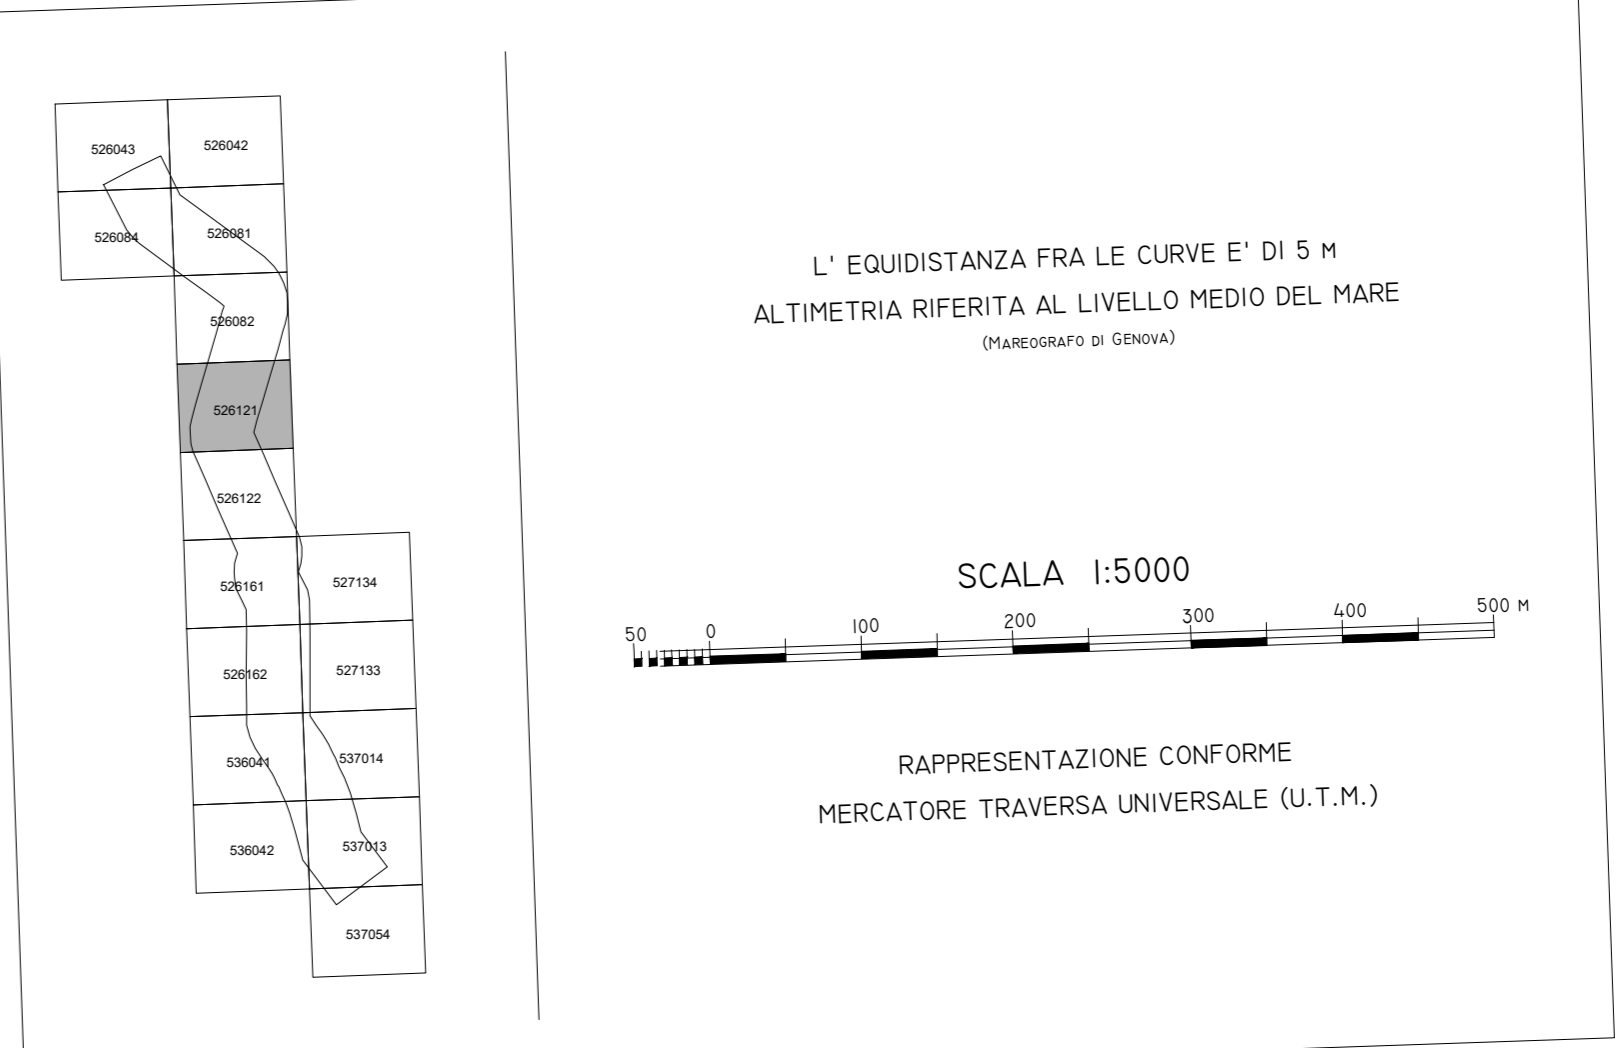 526043 526042
526084 526081
526082
526121
526122
526161 527134
526162 527133
536041 537014
536042 537013
537054
L' EQUIDISTANZA FRA LE CURVE E' DI 5 M
ALTIMETRIA RIFERITA AL LIVELLO MEDIO DEL MARE
(MAREOGRAFO DI GENOVA)
SCALA 1:5000
50 0 100 200 300 400 500 M
RAPPRESENTAZIONE CONFORME
MERCATORE TRAVERSA UNIVERSALE (U.T.M.)